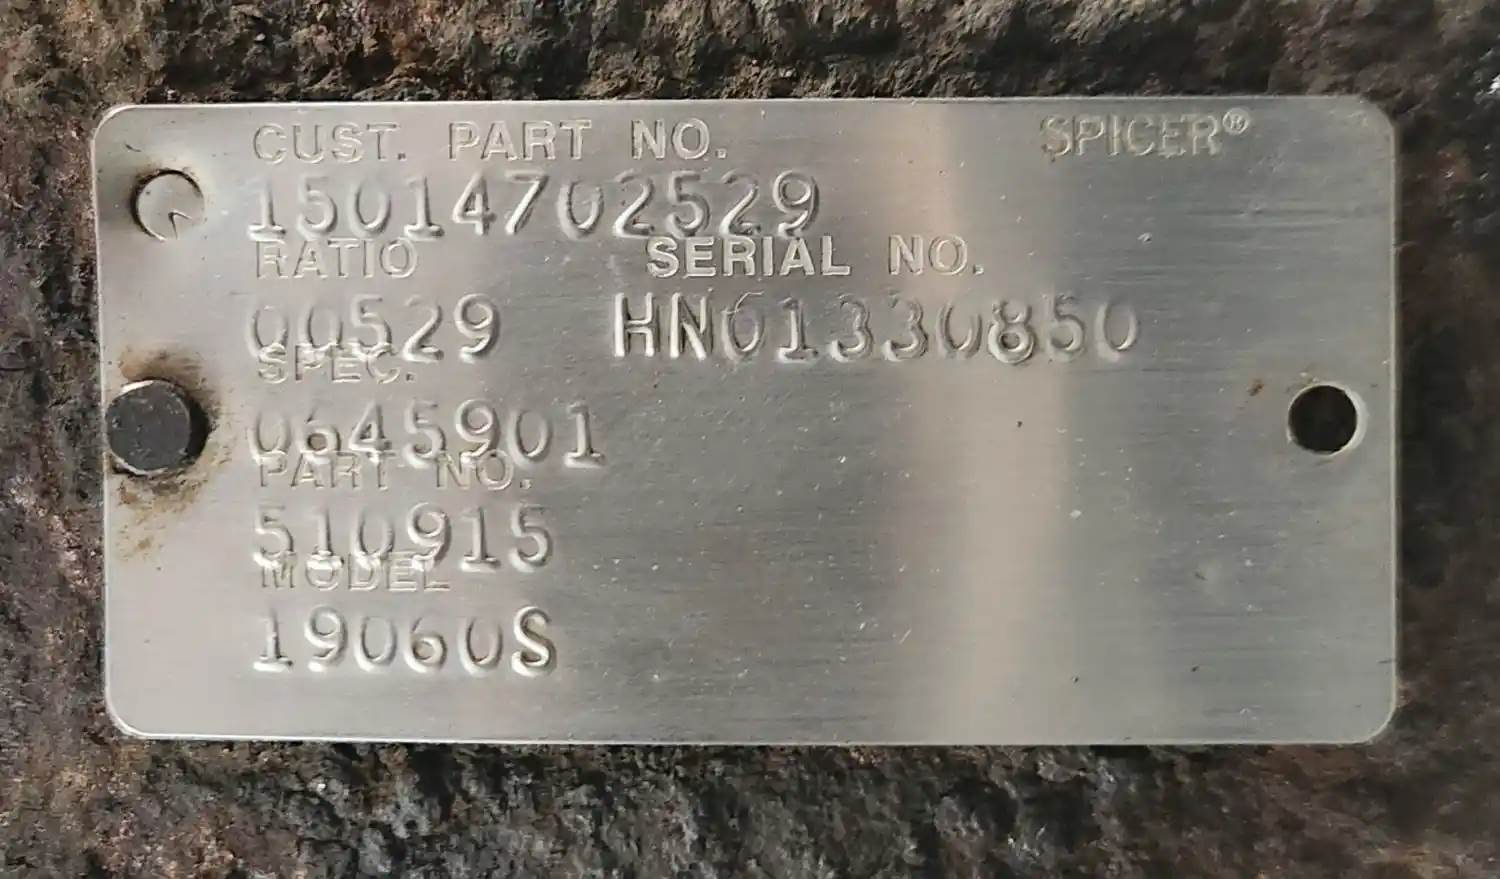 CUST. PART NO. SPICER®
15014702529
RATIO SERIAL NO.
00529 HN01330850
SPEC.
0645901
PART NO.
510915
MODEL
19060S